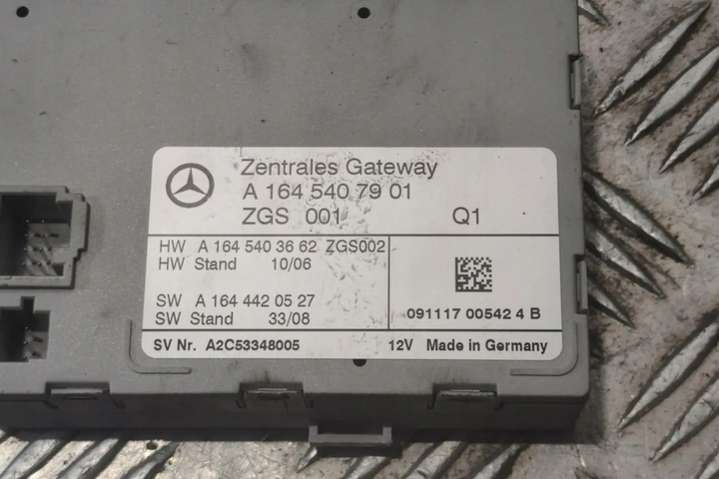 Zentrales Gateway
A 164 540 79 01
ZGS 001 Q1
HW A 164 540 36 62 ZGS002
HW Stand 10/06
SW A 164 442 05 27
SW Stand 33/08
091117 00542 4 B
SV Nr. A2C53348005 12V Made in Germany